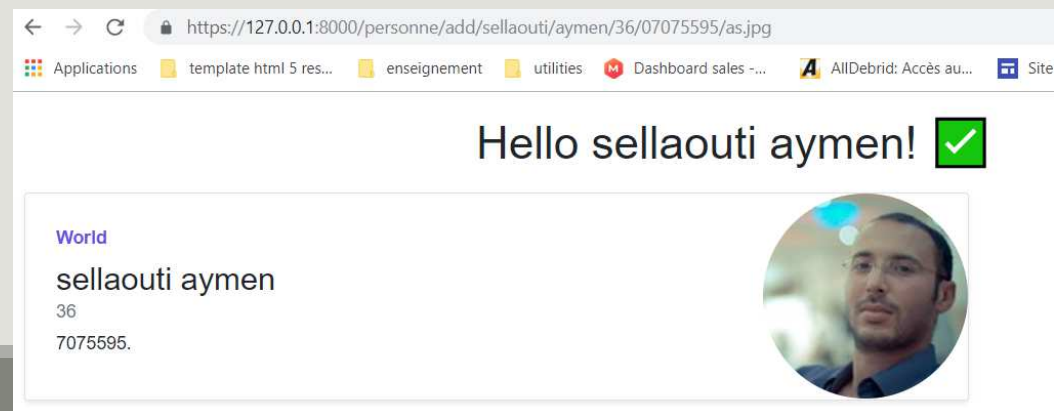 https://127.0.0.1:8000/personne/add/sellaouti/aymen/36/07075595/as.jpg
Applications template html 5 res... enseignement utilities Dashboard sales -... AllDebrid: Accès au... Site
Hello sellaouti aymen! ✅
World
sellaouti aymen
36
7075595.